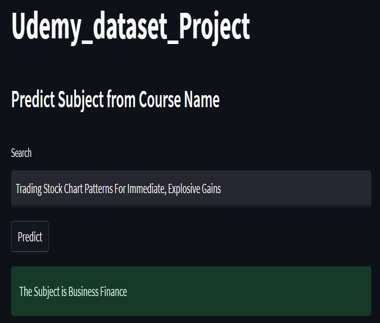 Udemy_dataset_Project
Predict Subject from Course Name
Search
Trading Stock Chart Patterns For Immediate, Explosive Gains
Predict
The Subject is Business Finance